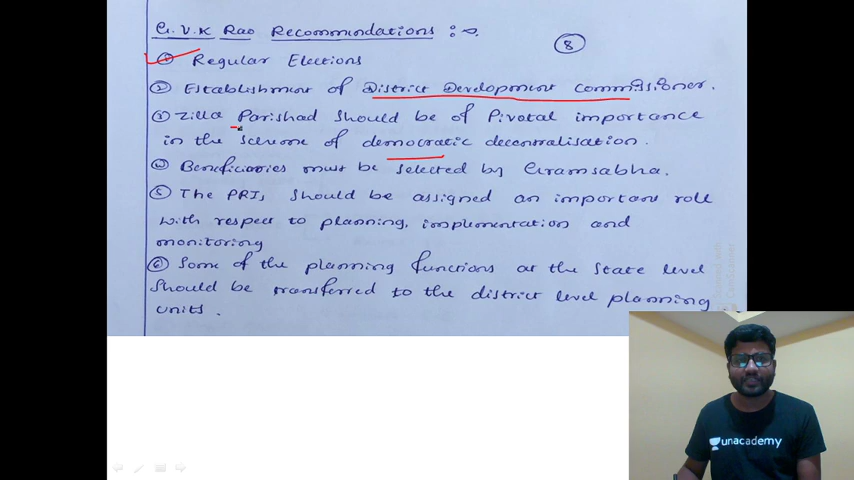 G.V.K Rao Recommendations :-
8
① Regular Elections
② Establishment of District Development Commissioner.
③ Zilla Parishad should be of Pivotal importance
in the scheme of democratic decentralisation.
④ Beneficiaries must be selected by Gramsabha.
⑤ The PRIs should be assigned an important roll
with respect to planning, implementation and
monitoring
⑥ Some of the planning functions at the State level
should be transferred to the district level planning
units.
unacademy